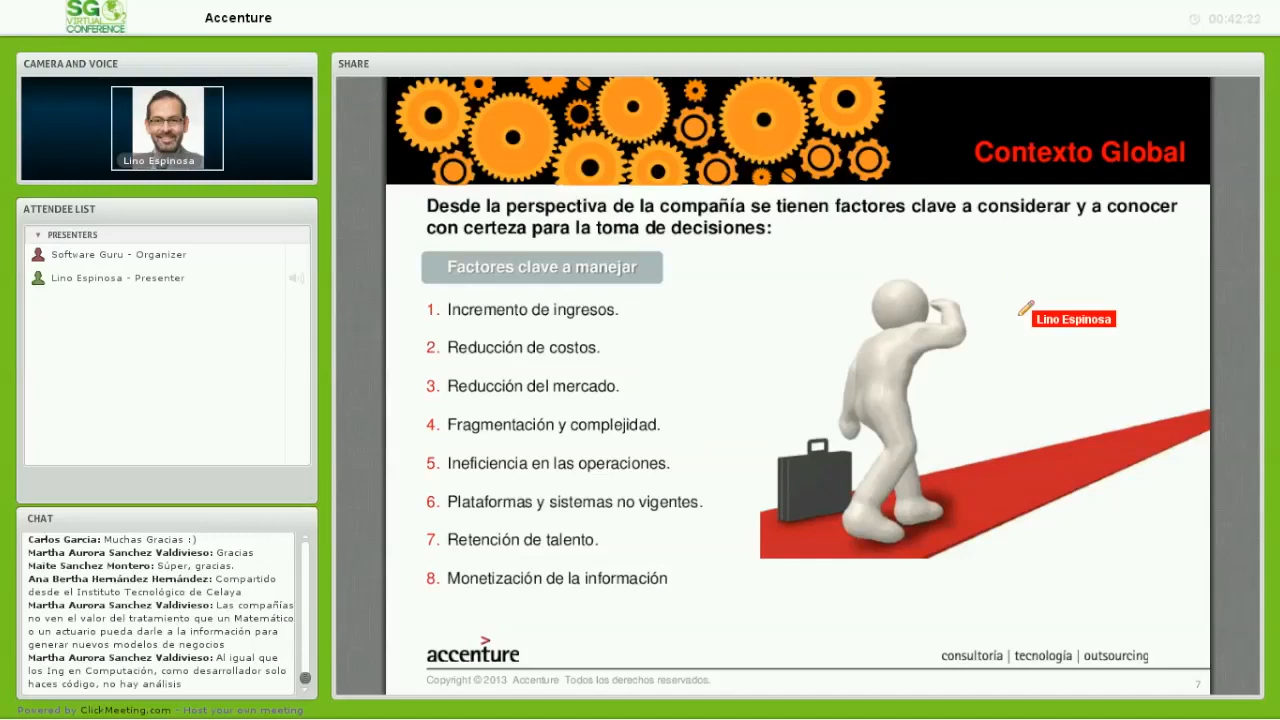 SG
VIRTUAL
CONFERENCE
Accenture
00:42:22
CAMERA AND VOICE
Lino Espinosa
ATTENDEE LIST
PRESENTERS
Software Guru - Organizer
Lino Espinosa - Presenter
CHAT
Carlos Garcia: Muchas Gracias :)
Martha Aurora Sanchez Valdivieso: Gracias
Maite Sanchez Montero: Súper, gracias.
Ana Bertha Hernández Hernández: Compartido
desde el Instituto Tecnológico de Celaya
Martha Aurora Sanchez Valdivieso: Las compañías
no ven el valor del tratamiento que un Matemático
o un actuario pueda darle a la información para
generar nuevos modelos de negocios
Martha Aurora Sanchez Valdivieso: Al igual que
los Ing en Computación, como desarrollador solo
haces código, no hay análisis
Powered by ClickMeeting.com - Host your own meeting
SHARE
Contexto Global
Desde la perspectiva de la compañía se tienen factores clave a considerar y a conocer
con certeza para la toma de decisiones:
Factores clave a manejar
1. Incremento de ingresos.
2. Reducción de costos.
3. Reducción del mercado.
4. Fragmentación y complejidad.
5. Ineficiencia en las operaciones.
6. Plataformas y sistemas no vigentes.
7. Retención de talento.
8. Monetización de la información
Lino Espinosa
accenture
consultoría | tecnología | outsourcing
Copyright © 2013 Accenture Todos los derechos reservados.
7